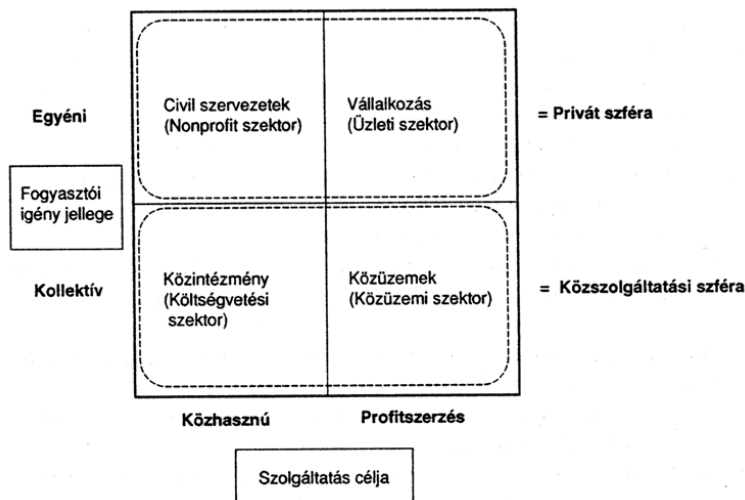 Egyéni
Civil szervezetek
(Nonprofit szektor)
Vállalkozás
(Üzleti szektor)
= Privát szféra
Fogyasztói
igény jellege
Kollektív
Közintézmény
(Költségvetési
szektor)
Közüzemek
(Közüzemi szektor)
= Közszolgáltatási szféra
Közhasznú
Profitszerzés
Szolgáltatás célja